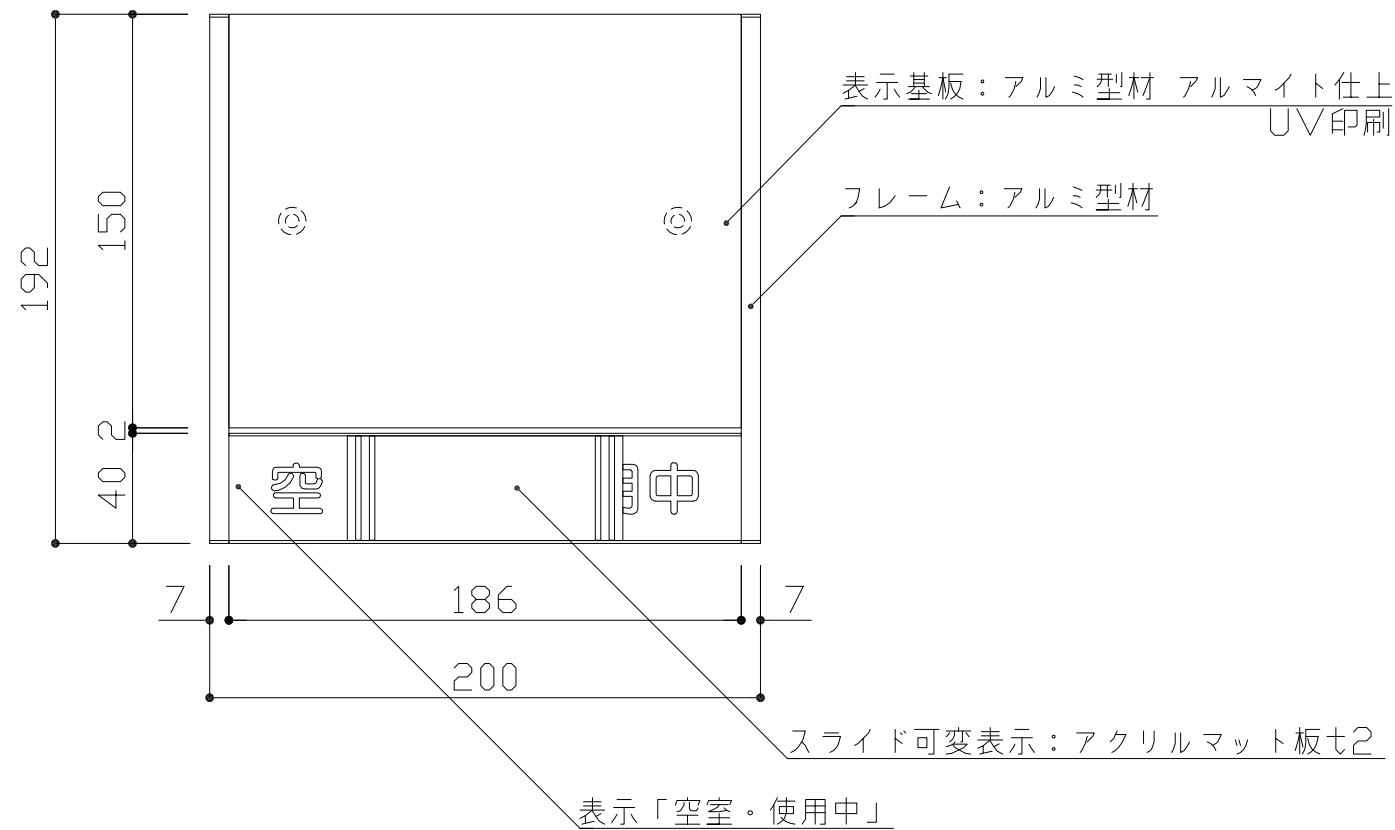 表示基板：アルミ型材 アルマイト仕上
UV印刷
フレーム：アルミ型材
192
150
2
40
空
中
7
186
7
200
スライド可変表示：アクリルマット板t2
表示「空室・使用中」